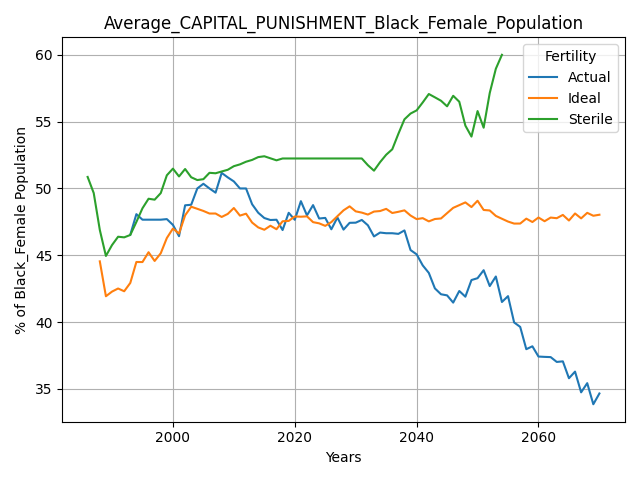 Average_CAPITAL_PUNISHMENT_Black_Female_Population
60
55
50
45
40
35
% of Black_Female Population
Fertility
Actual
Ideal
Sterile
2000
2020
2040
2060
Years